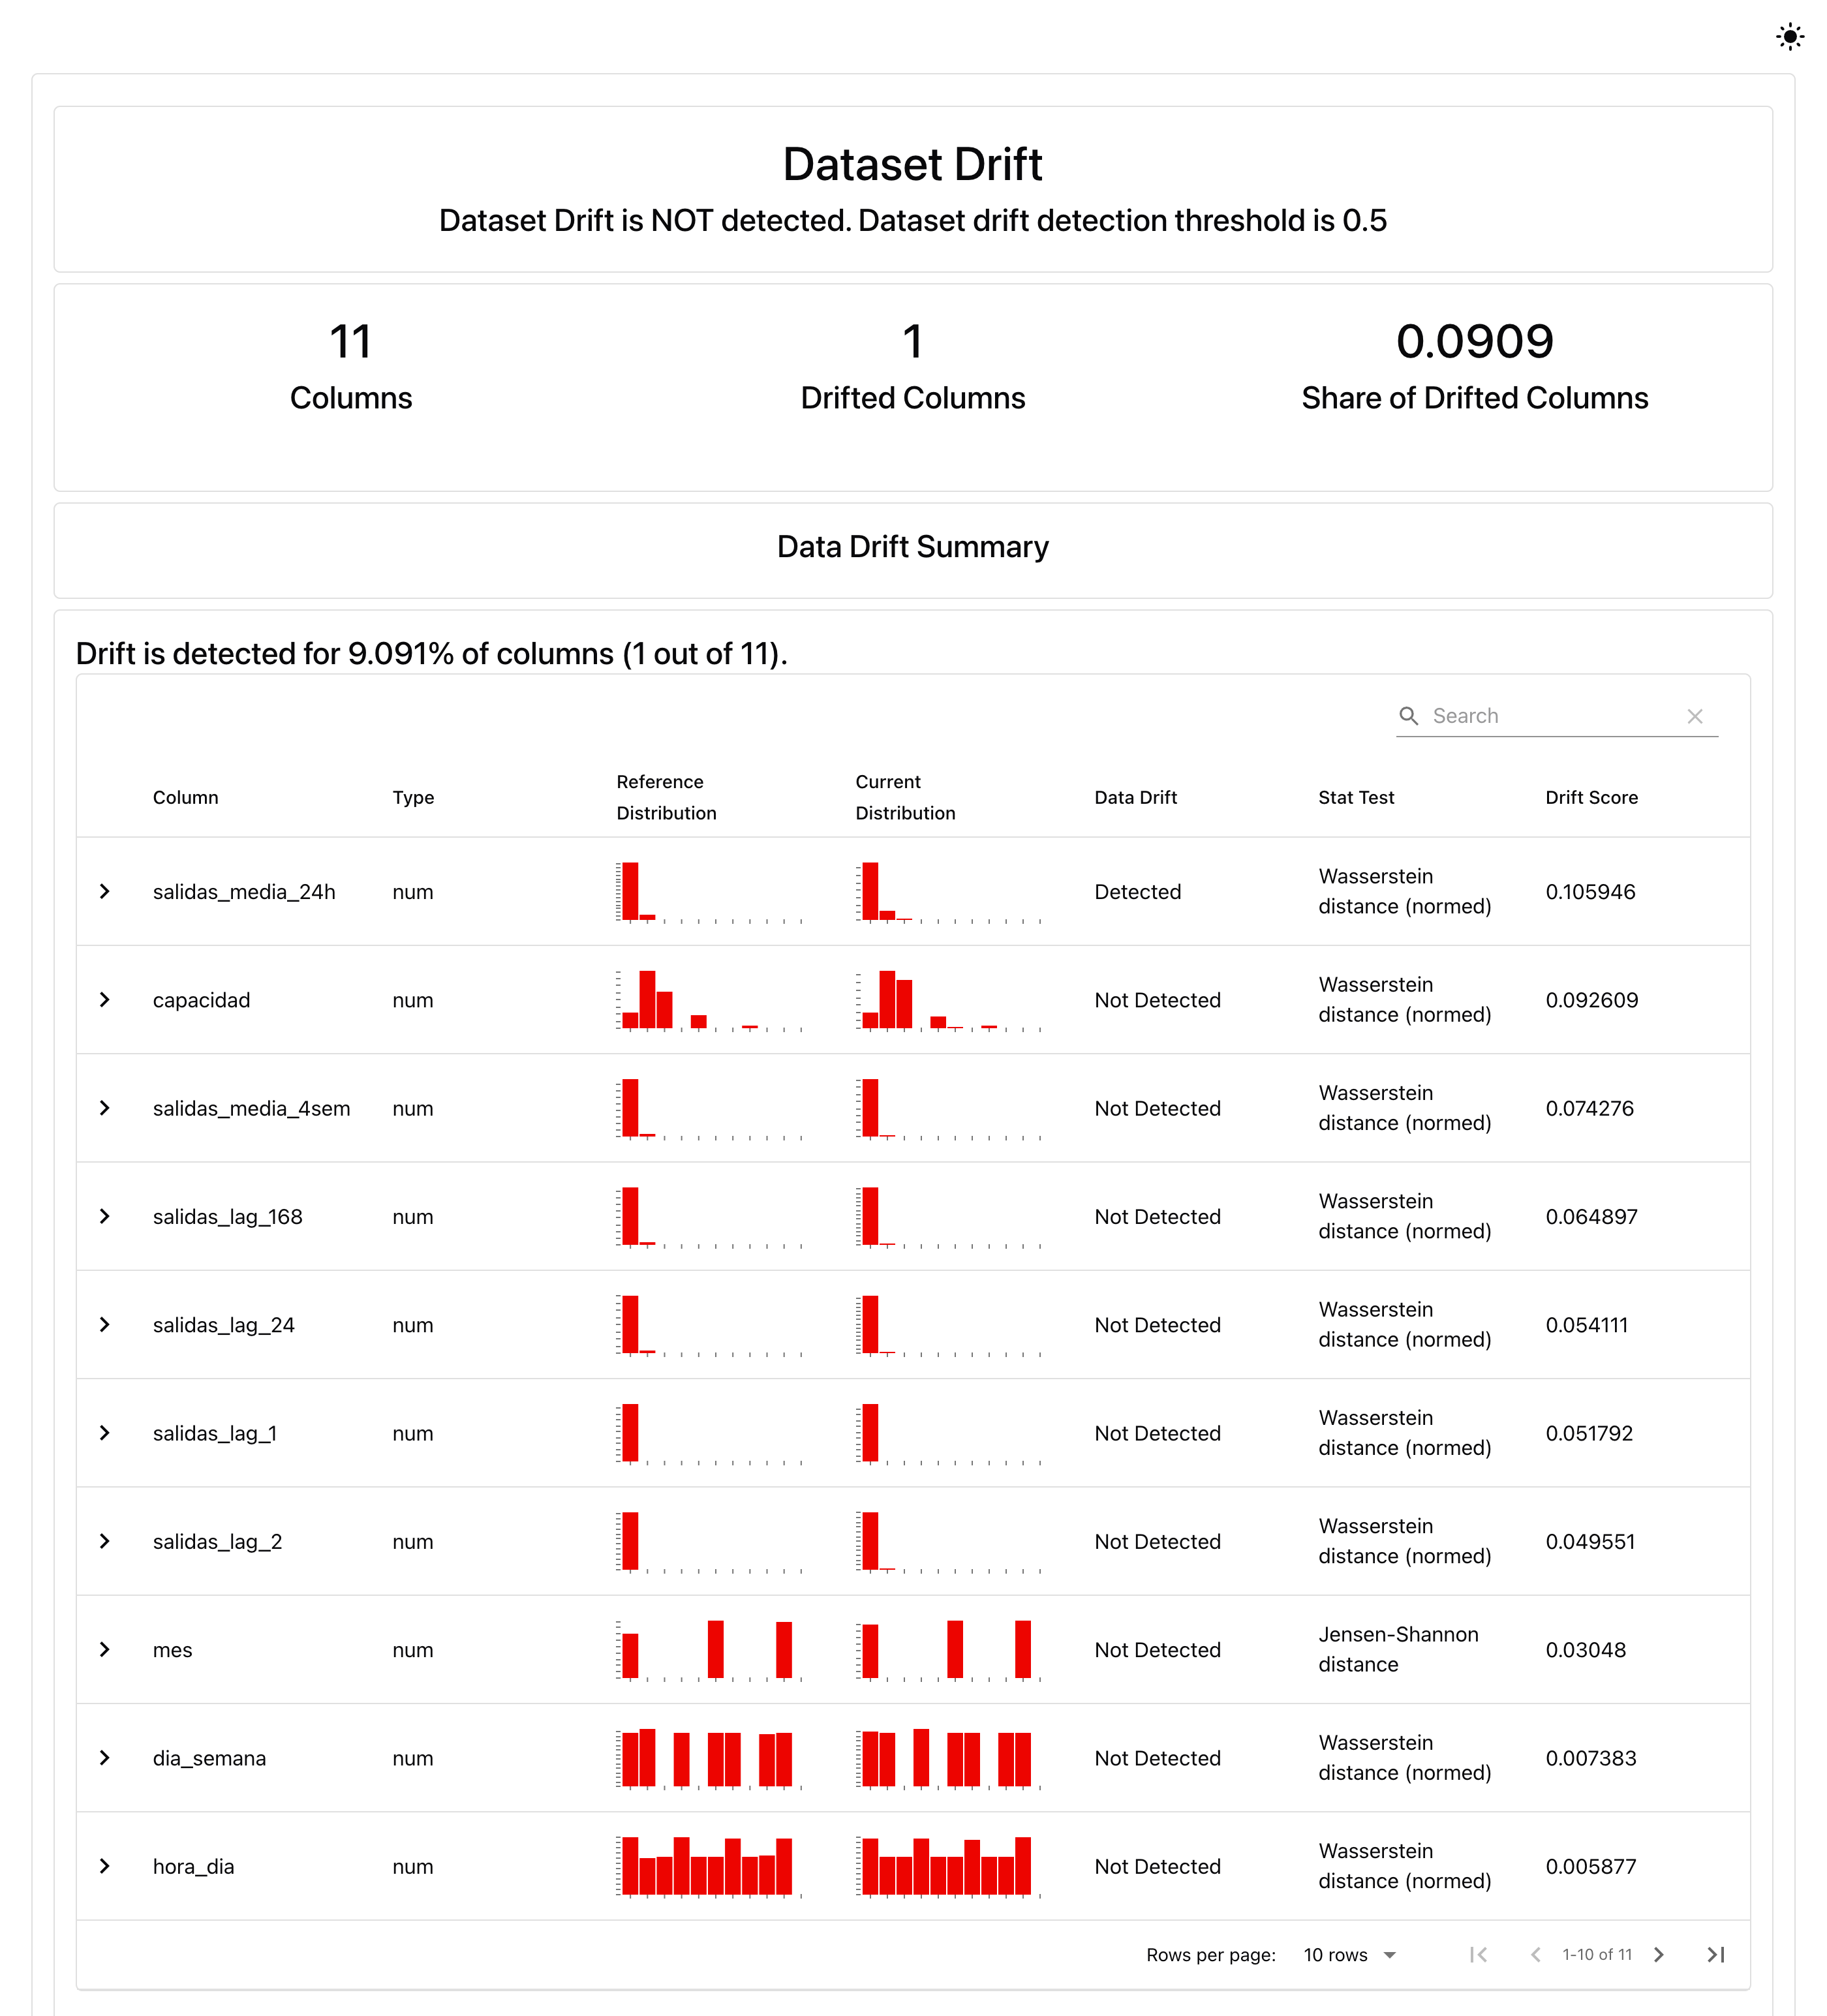 Dataset Drift
Dataset Drift is NOT detected. Dataset drift detection threshold is 0.5
11
Columns
1
Drifted Columns
0.0909
Share of Drifted Columns
Data Drift Summary
Drift is detected for 9.091% of columns (1 out of 11).
Search
Column Type Reference Distribution Current Distribution Data Drift Stat Test Drift Score
salidas_media_24h num Detected Wasserstein distance (normed) 0.105946
capacidad num Not Detected Wasserstein distance (normed) 0.092609
salidas_media_4sem num Not Detected Wasserstein distance (normed) 0.074276
salidas_lag_168 num Not Detected Wasserstein distance (normed) 0.064897
salidas_lag_24 num Not Detected Wasserstein distance (normed) 0.054111
salidas_lag_1 num Not Detected Wasserstein distance (normed) 0.051792
salidas_lag_2 num Not Detected Wasserstein distance (normed) 0.049551
mes num Not Detected Jensen-Shannon distance 0.03048
dia_semana num Not Detected Wasserstein distance (normed) 0.007383
hora_dia num Not Detected Wasserstein distance (normed) 0.005877
Rows per page: 10 rows 1-10 of 11